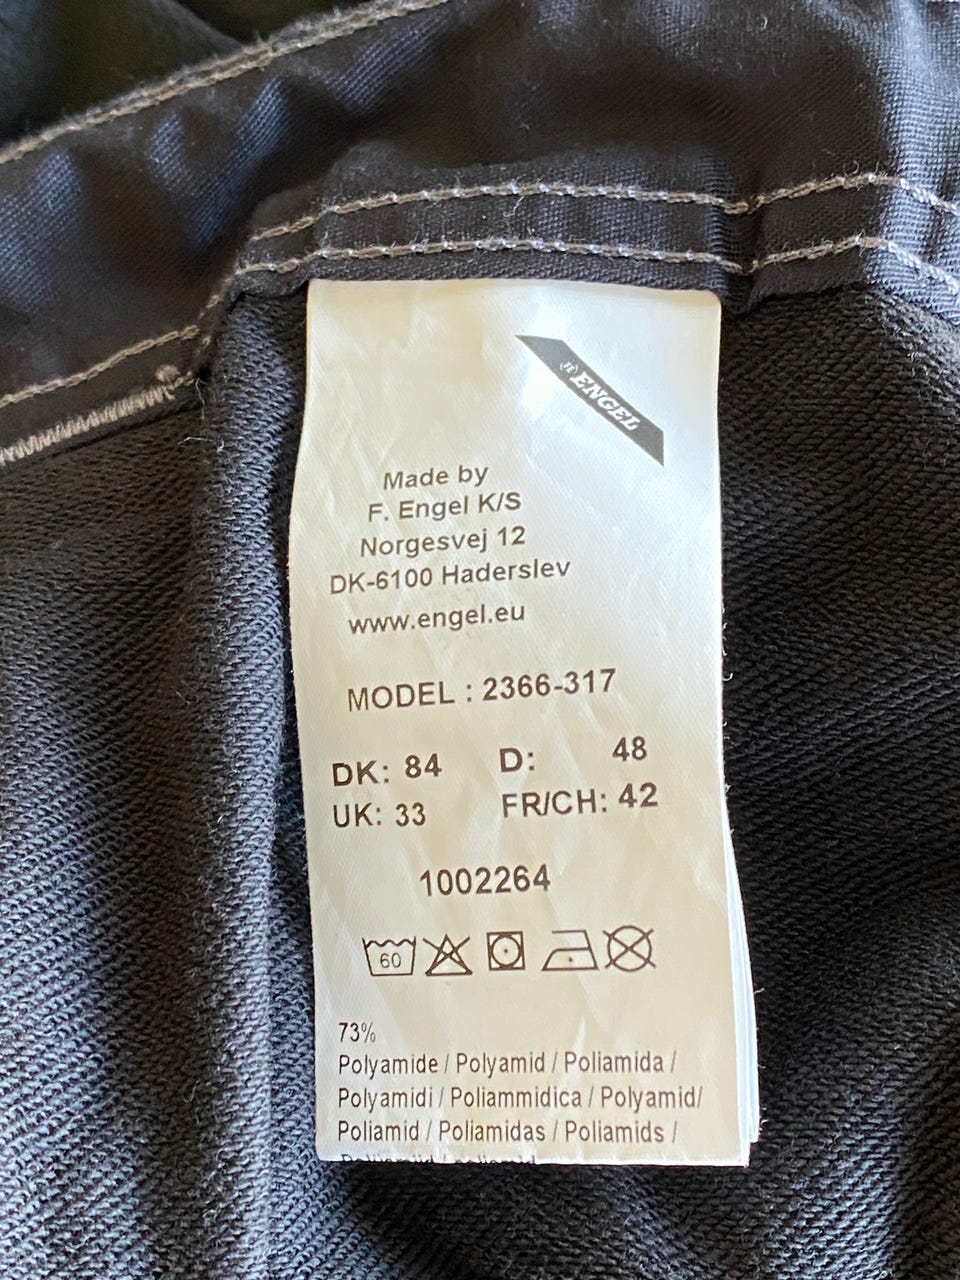 FE ENGEL
Made by
F. Engel K/S
Norgesvej 12
DK-6100 Haderslev
www.engel.eu
MODEL : 2366-317
DK: 84 D: 48
UK: 33 FR/CH: 42
1002264
60
73%
Polyamide / Polyamid / Poliamida /
Polyamidi / Poliammidica / Polyamid/
Poliamid / Poliamidas / Poliamids /